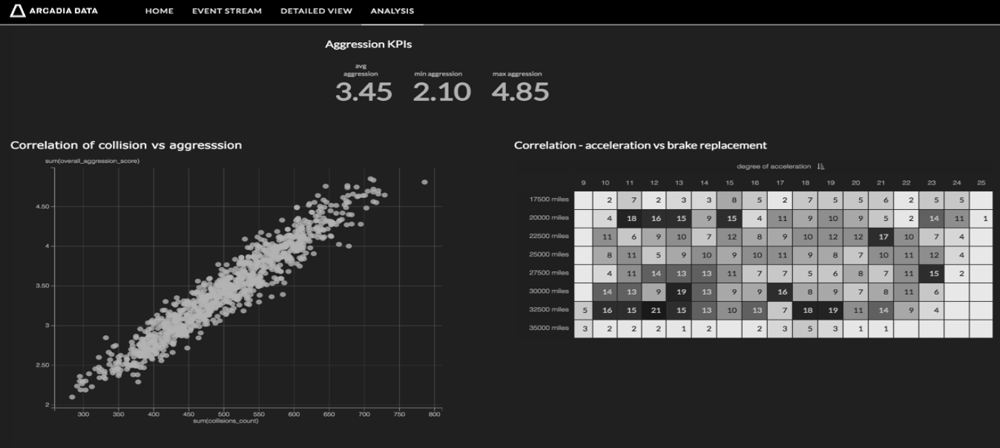 ARCADIA DATA HOME EVENT STREAM DETAILED VIEW ANALYSIS
Aggression KPIs
avg
aggression min aggression max aggression
3.45 2.10 4.85
Correlation of collision vs aggresssion
sum(overall_aggression_score)
4.50
4
3.50
3
2.50
2
300 350 400 450 500 550 600 650 700 750 800
sum(collisions_count)
Correlation - acceleration vs brake replacement
degree of acceleration
9 10 11 12 13 14 15 16 17 18 19 20 21 22 23 24 25
17500 miles 2 7 2 3 3 8 5 2 7 5 5 6 2 5 5
20000 miles 4 18 16 15 9 15 4 11 9 10 9 5 2 14 11 1
22500 miles 11 6 9 10 7 12 8 9 10 12 12 17 10 7 4
25000 miles 8 11 5 9 10 9 10 11 9 8 7 10 11 12 4
27500 miles 4 11 14 13 13 11 7 7 5 6 8 7 11 15 2
30000 miles 14 13 9 19 13 9 9 16 8 9 7 8 11 6
32500 miles 5 16 15 21 15 13 10 13 7 18 19 11 14 9 4
35000 miles 3 2 2 2 1 2 2 3 5 3 1 1